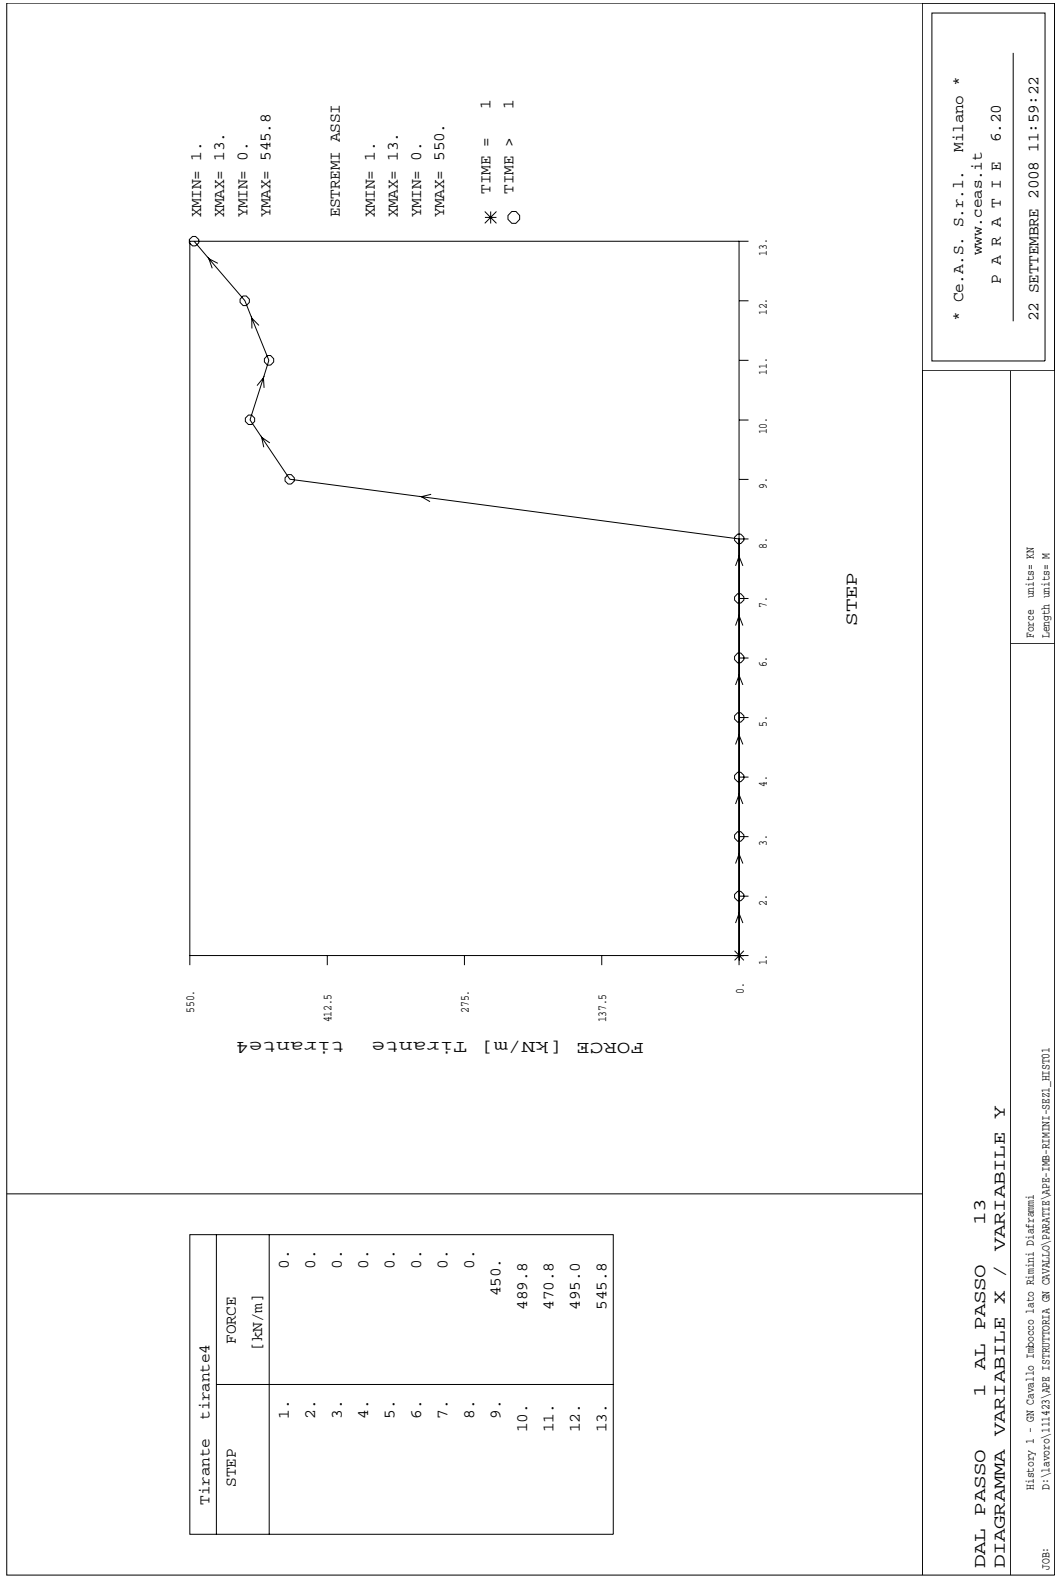 Tirante tirante4
STEP FORCE
[kN/m]
1. 0.
2. 0.
3. 0.
4. 0.
5. 0.
6. 0.
7. 0.
8. 0.
9. 450.
10. 489.8
11. 470.8
12. 495.0
13. 545.8
FORCE [kN/m] Tirante tirante4
550.
412.5
275.
137.5
0.
1. 2. 3. 4. 5. 6. 7. 8. 9. 10. 11. 12. 13.
STEP
XMIN= 1.
XMAX= 13.
YMIN= 0.
YMAX= 545.8
ESTREMI ASSI
XMIN= 1.
XMAX= 13.
YMIN= 0.
YMAX= 550.
TIME = 1
TIME > 1
DAL PASSO 1 AL PASSO 13
DIAGRAMMA VARIABILE X / VARIABILE Y
* Ce.A.S. S.r.l. Milano *
www.ceas.it
P A R A T I E 6.20
22 SETTEMBRE 2008 11:59:22
JOB:
History 1 - GN Cavallo Imbocco lato Rimini Diaframmi
D:\lavoro\111423\APE ISTRUTTORIA GN CAVALLO\PARATIE\APE-IMB-RIMINI-SEZ1_HIST01
Force units= KN
Length units= M